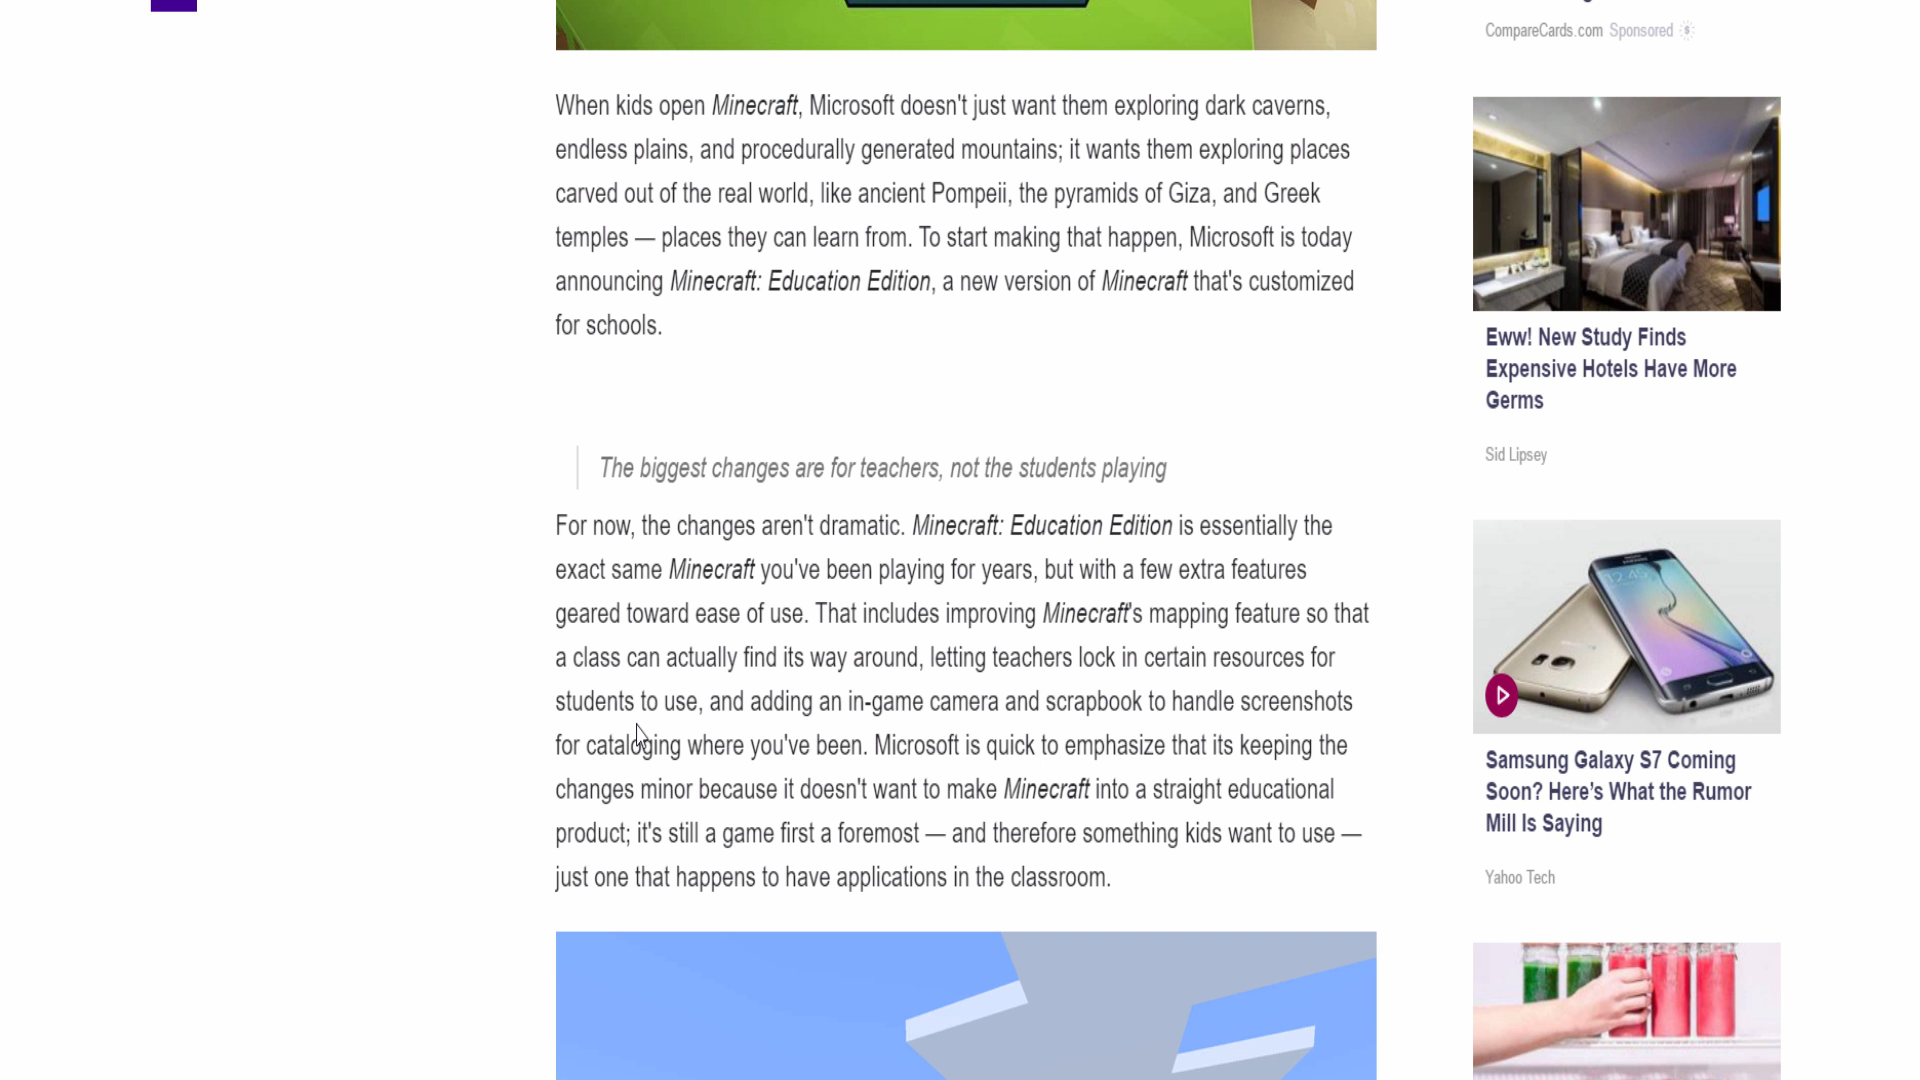 When kids open Minecraft, Microsoft doesn't just want them exploring dark caverns,
endless plains, and procedurally generated mountains; it wants them exploring places
carved out of the real world, like ancient Pompeii, the pyramids of Giza, and Greek
temples — places they can learn from. To start making that happen, Microsoft is today
announcing Minecraft: Education Edition, a new version of Minecraft that's customized
for schools.
The biggest changes are for teachers, not the students playing
For now, the changes aren't dramatic. Minecraft: Education Edition is essentially the
exact same Minecraft you've been playing for years, but with a few extra features
geared toward ease of use. That includes improving Minecraft's mapping feature so that
a class can actually find its way around, letting teachers lock in certain resources for
students to use, and adding an in-game camera and scrapbook to handle screenshots
for cataloging where you've been. Microsoft is quick to emphasize that its keeping the
changes minor because it doesn't want to make Minecraft into a straight educational
product; it's still a game first a foremost — and therefore something kids want to use —
just one that happens to have applications in the classroom.
CompareCards.com Sponsored
Eww! New Study Finds
Expensive Hotels Have More
Germs
Sid Lipsey
SAMSUNG
12:45
Samsung Galaxy S7 Coming
Soon? Here's What the Rumor
Mill Is Saying
Yahoo Tech